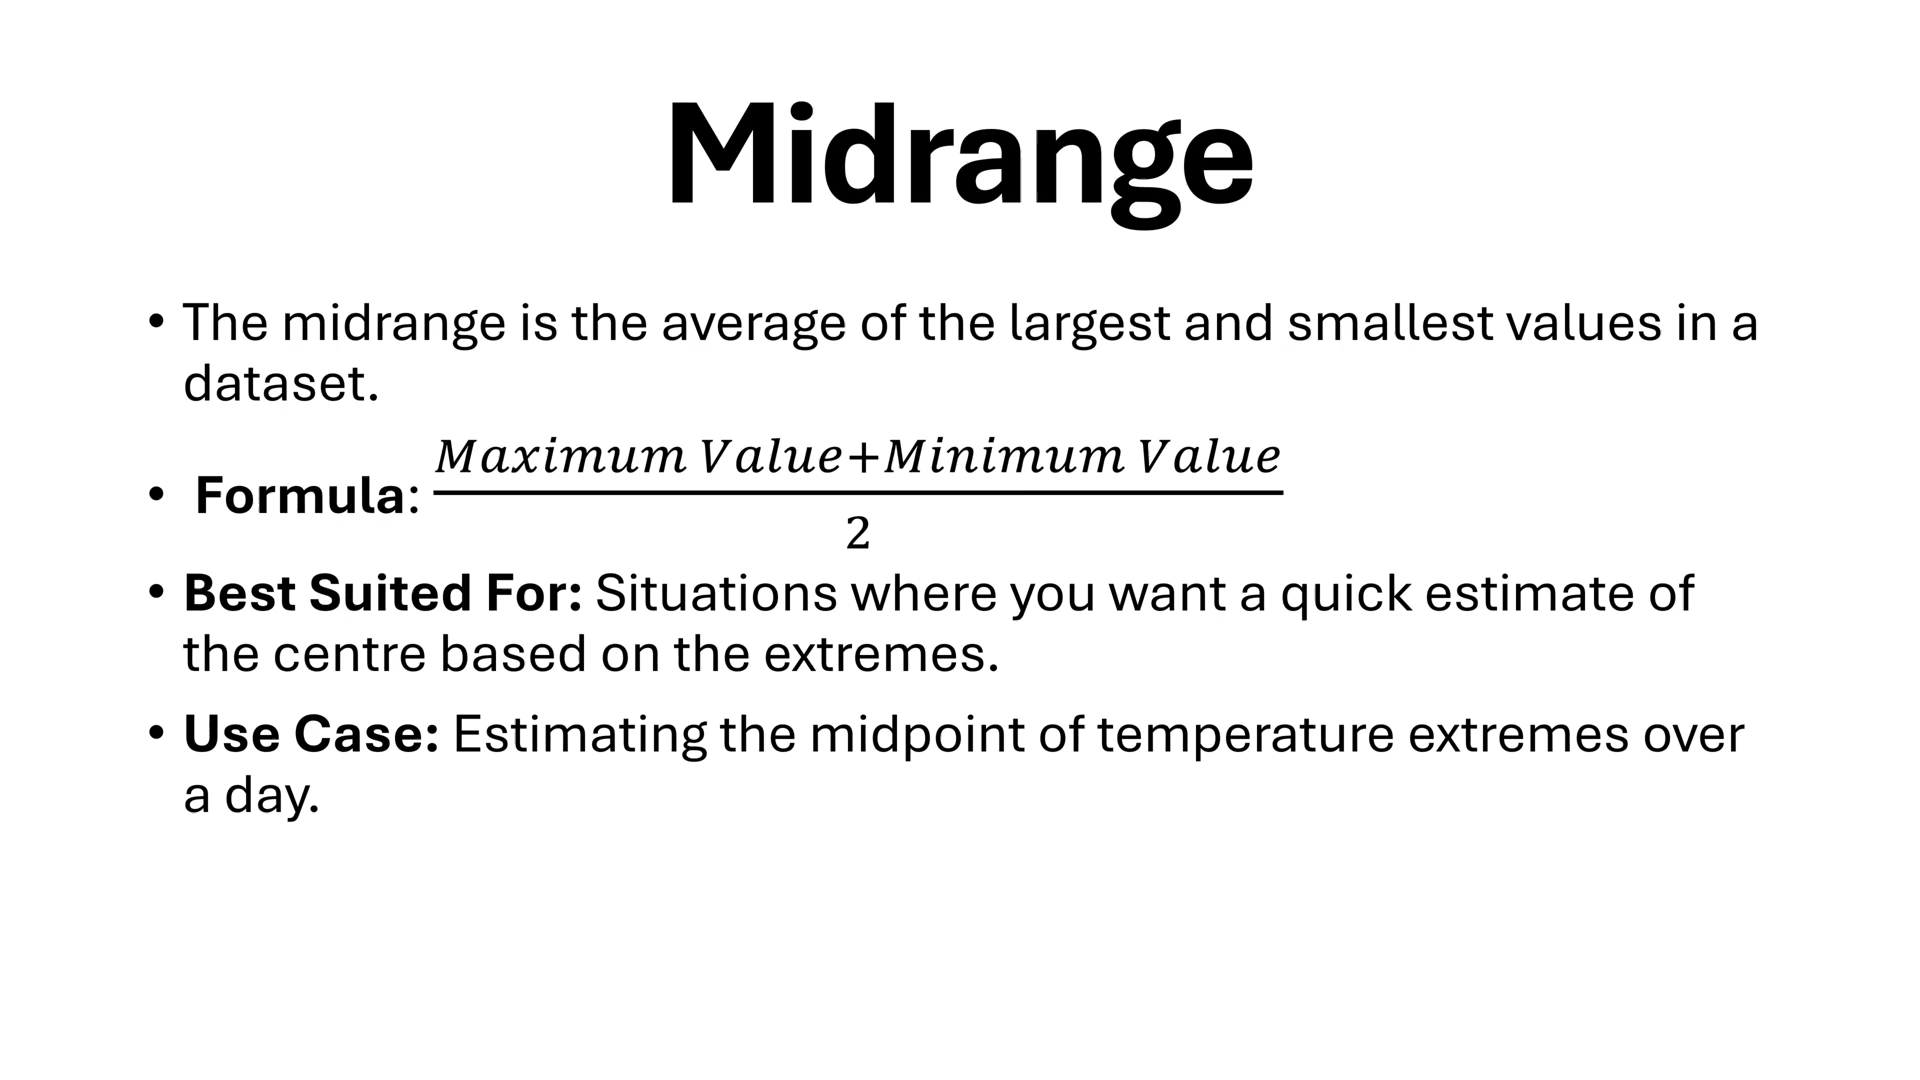 Midrange
• The midrange is the average of the largest and smallest values in a
dataset.
• Formula: \frac{Maximum Value+Minimum Value}{2}
• Best Suited For: Situations where you want a quick estimate of
the centre based on the extremes.
• Use Case: Estimating the midpoint of temperature extremes over
a day.